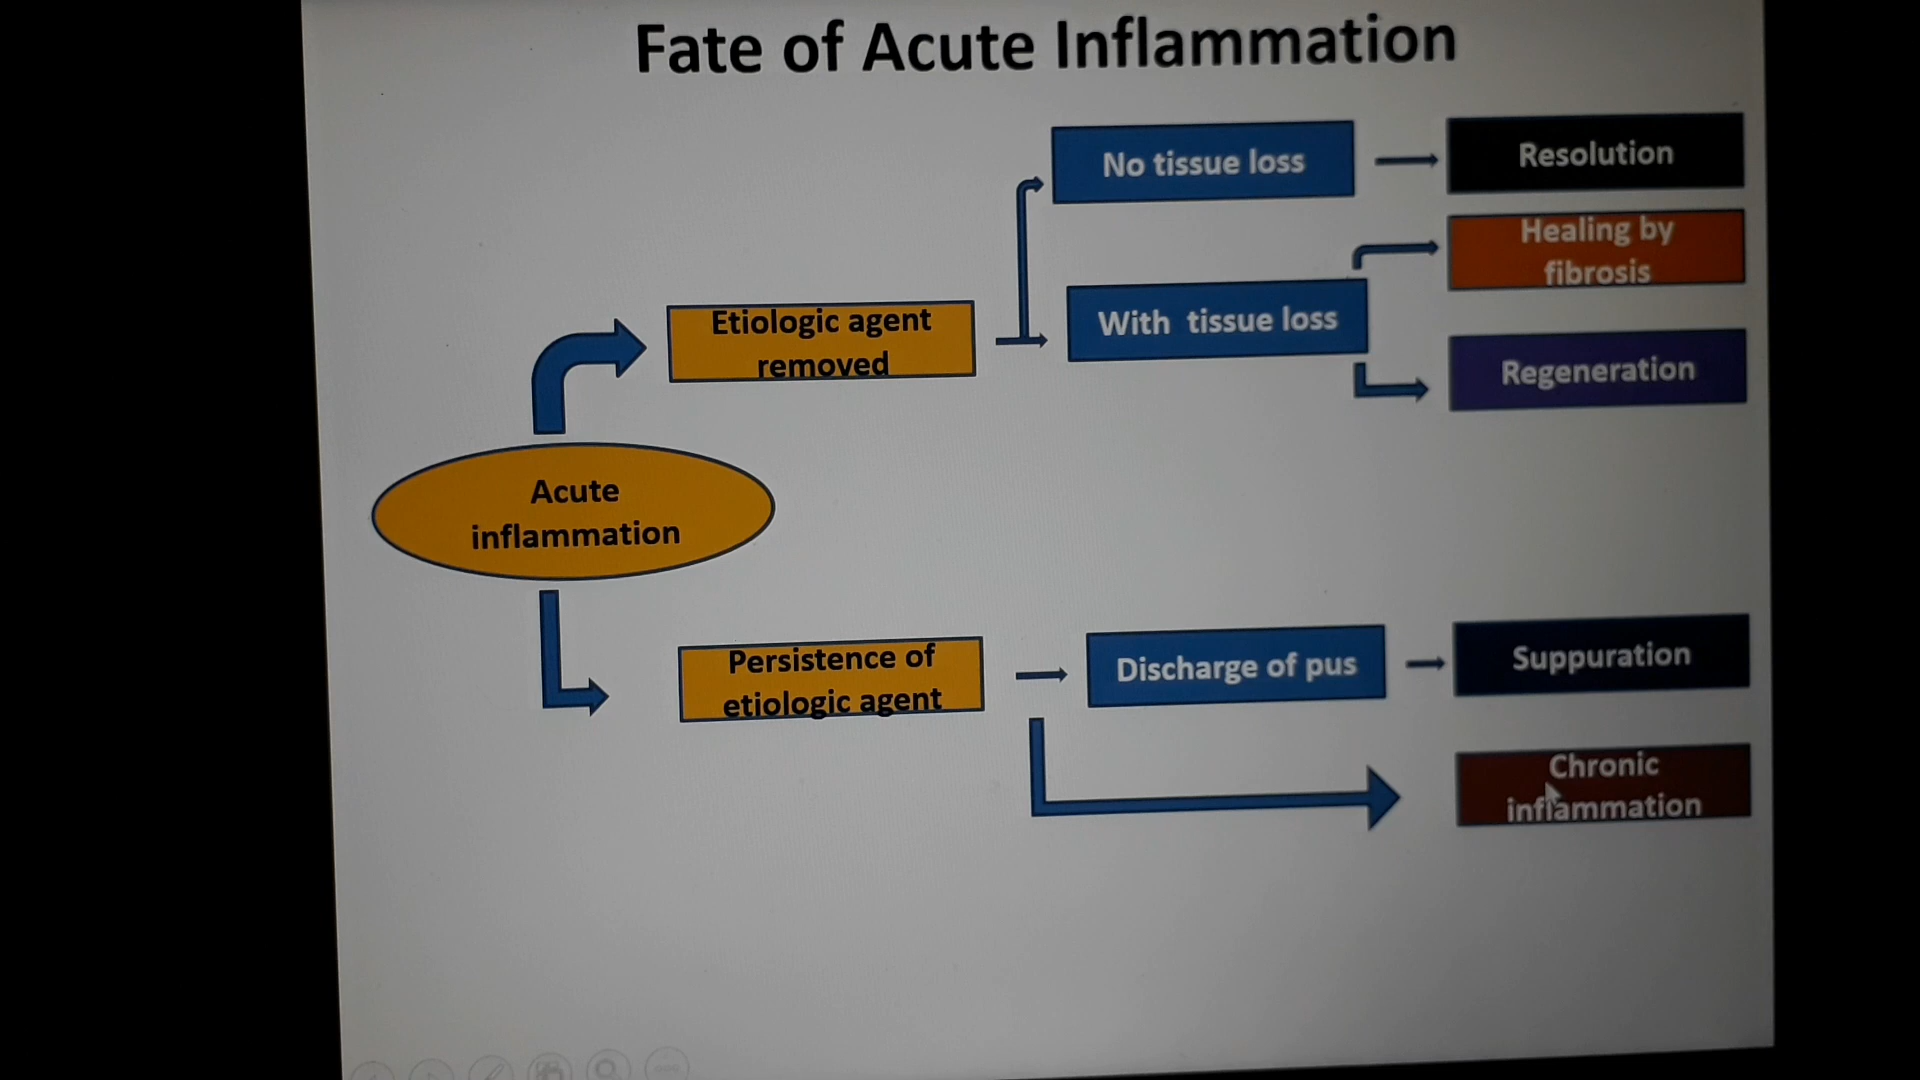 Fate of Acute Inflammation
No tissue loss
Resolution
Healing by
fibrosis
Etiologic agent
removed
With  tissue loss
Regeneration
Acute
inflammation
Persistence of
etiologic agent
Discharge of pus
Suppuration
Chronic
inflammation